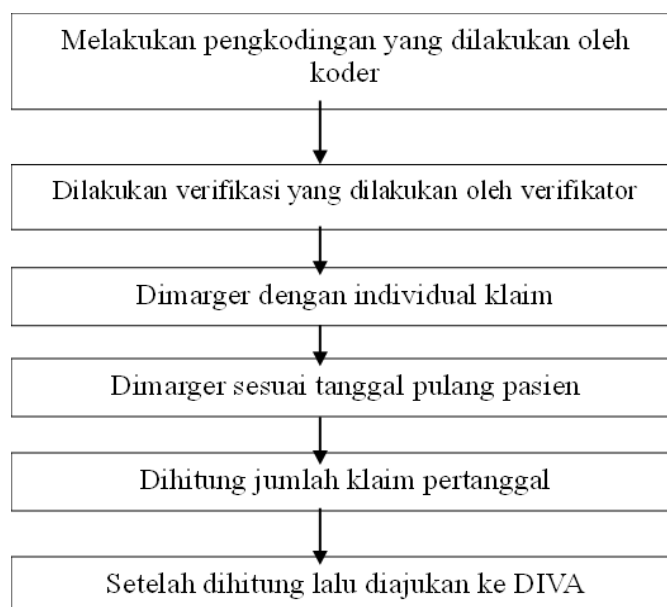 Melakukan pengkodingan yang dilakukan oleh
koder
Dilakukan verifikasi yang dilakukan oleh verifikator
Dimarger dengan individual klaim
Dimarger sesuai tanggal pulang pasien
Dihitung jumlah klaim pertanggal
Setelah dihitung lalu diajukan ke DIVA